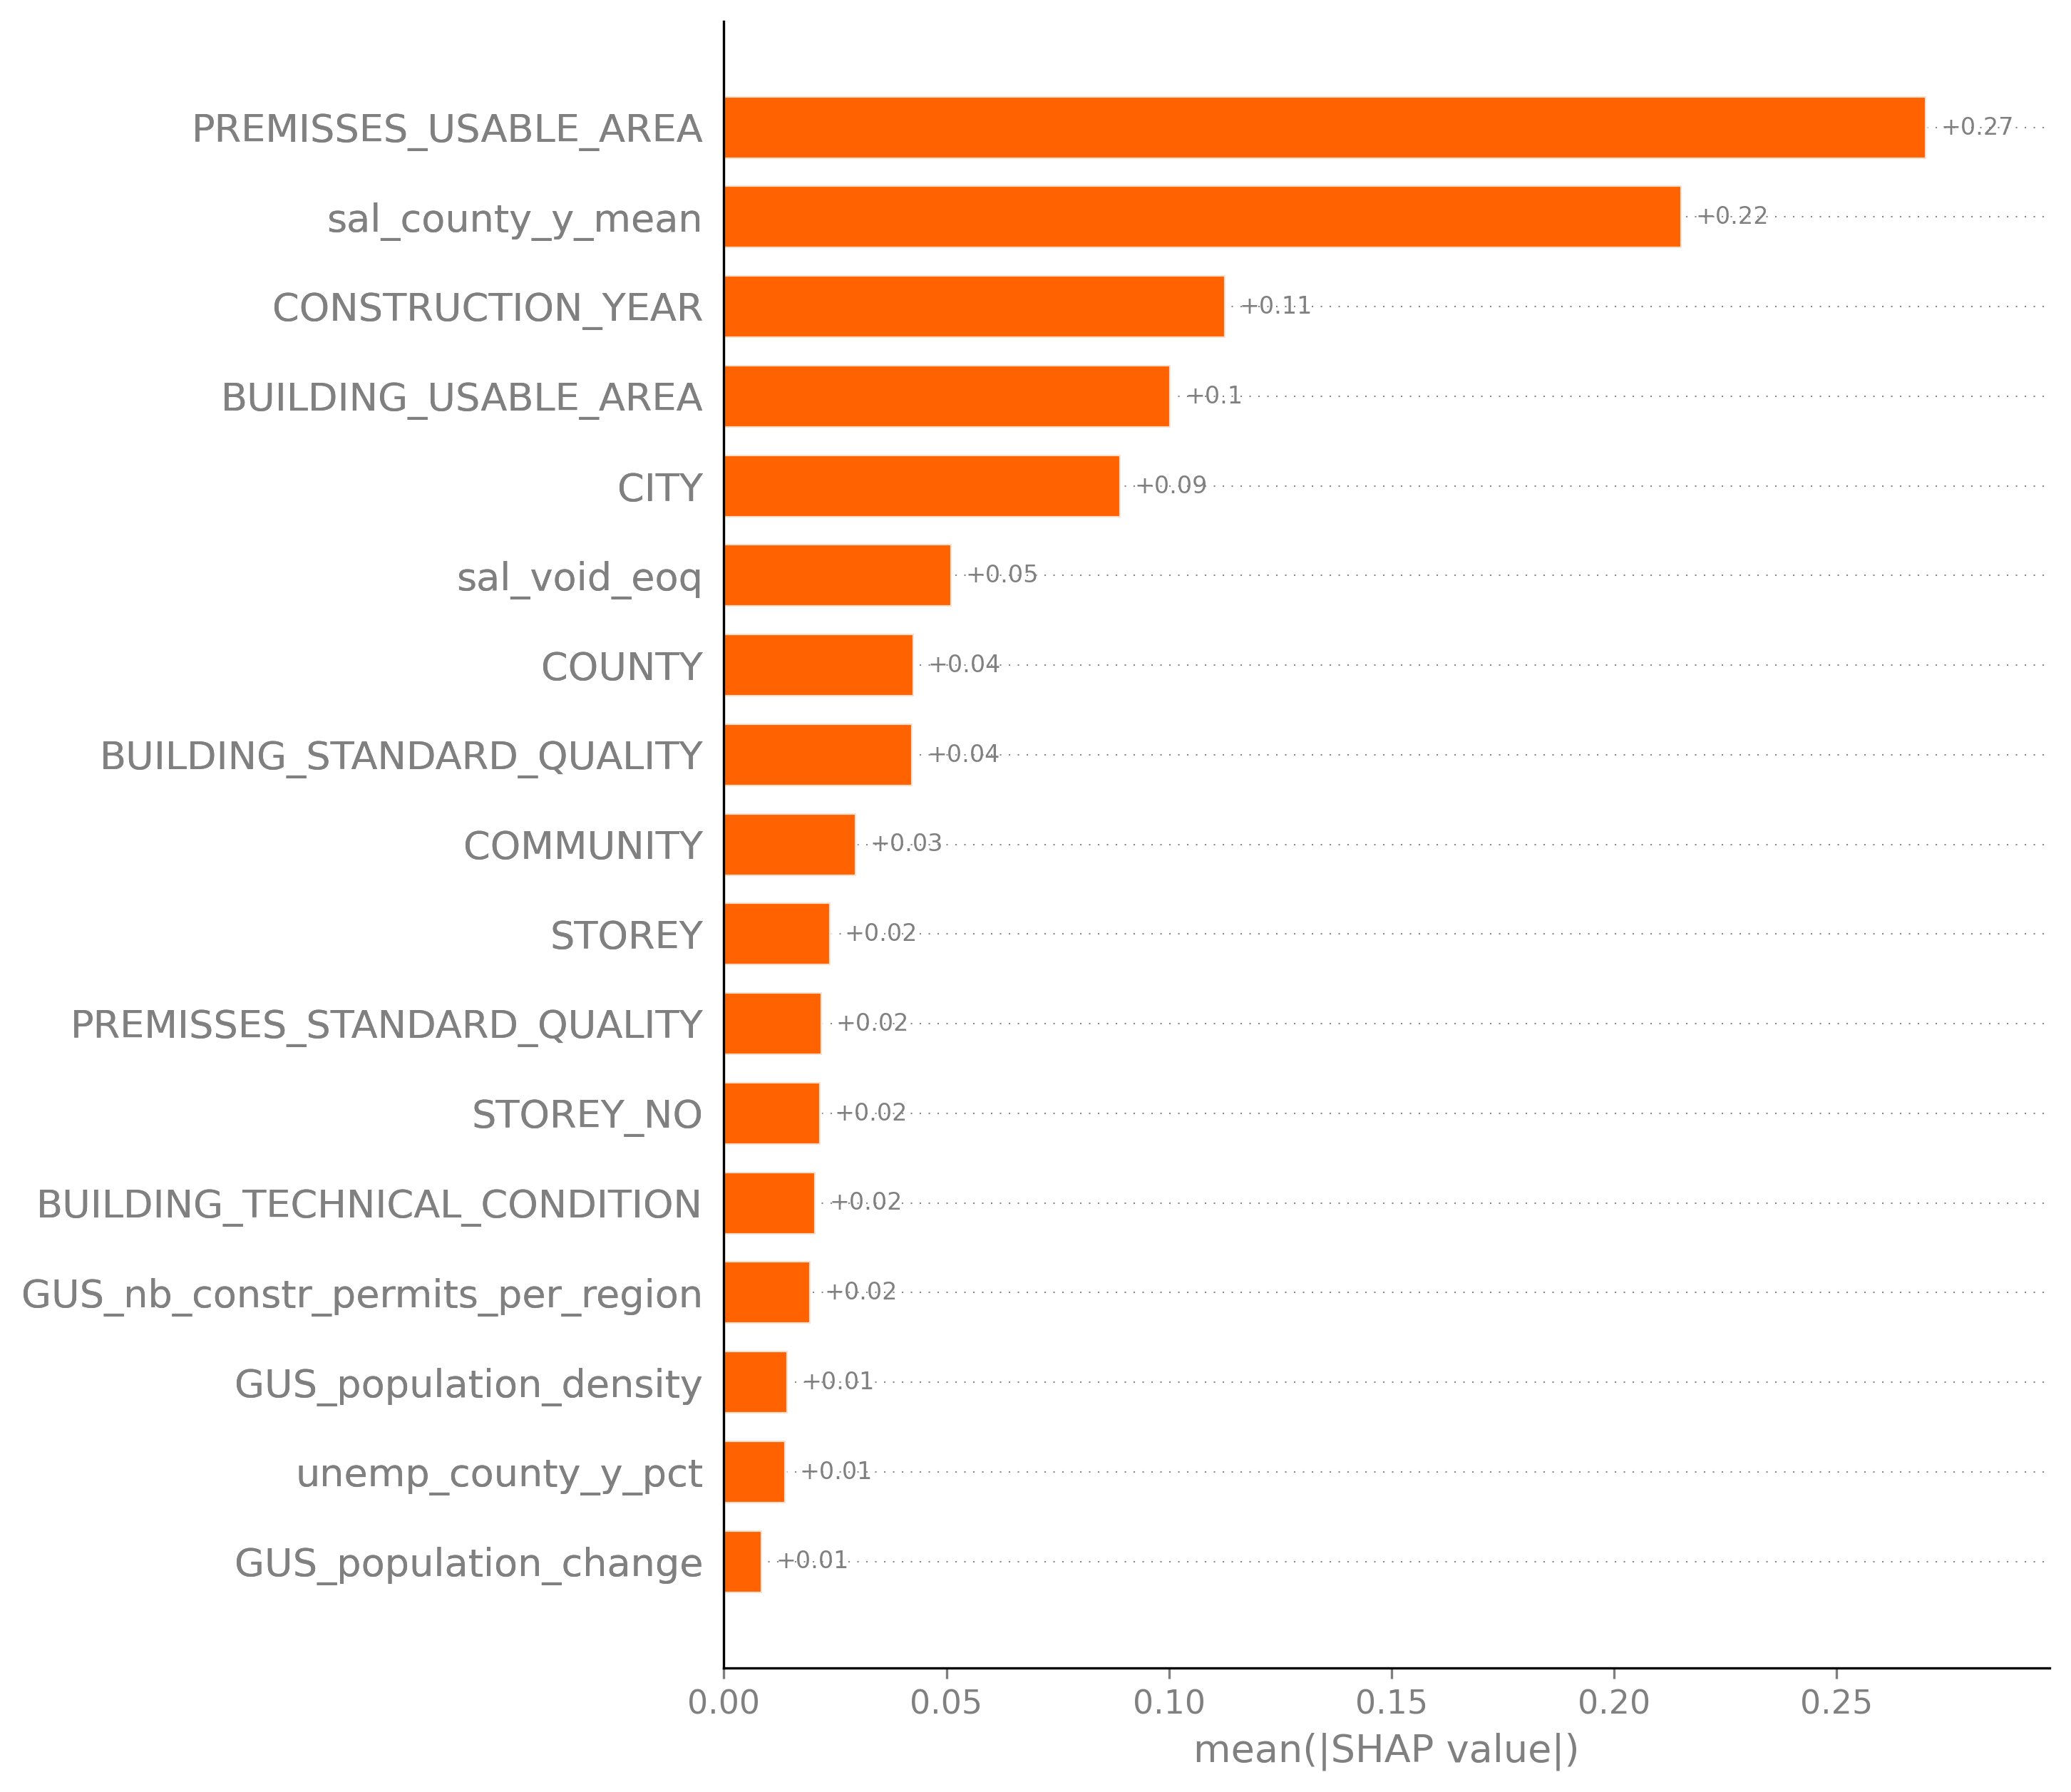 PREMISSES_USABLE_AREA +0.27
sal_county_y_mean +0.22
CONSTRUCTION_YEAR +0.11
BUILDING_USABLE_AREA +0.1
CITY +0.09
sal_void_eoq +0.05
COUNTY +0.04
BUILDING_STANDARD_QUALITY +0.04
COMMUNITY +0.03
STOREY +0.02
PREMISSES_STANDARD_QUALITY +0.02
STOREY_NO +0.02
BUILDING_TECHNICAL_CONDITION +0.02
GUS_nb_constr_permits_per_region +0.02
GUS_population_density +0.01
unemp_county_y_pct +0.01
GUS_population_change +0.01
0.00 0.05 0.10 0.15 0.20 0.25
mean(|SHAP value|)